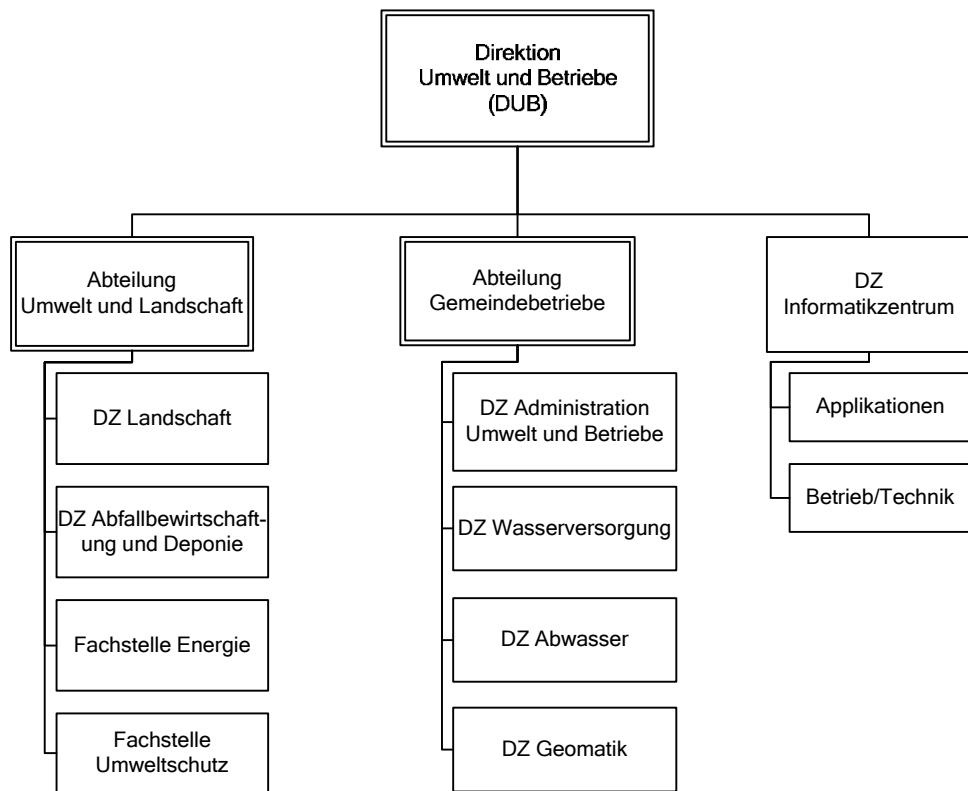 Direktion
Umwelt und Betriebe
(DUB)
Abteilung
Umwelt und Landschaft
Abteilung
Gemeindebetriebe
DZ
Informatikzentrum
DZ Landschaft
DZ Abfallbewirtschaft-
ung und Deponie
Fachstelle Energie
Fachstelle
Umweltschutz
DZ Administration
Umwelt und Betriebe
DZ Wasserversorgung
DZ Abwasser
DZ Geomatik
Applikationen
Betrieb/Technik